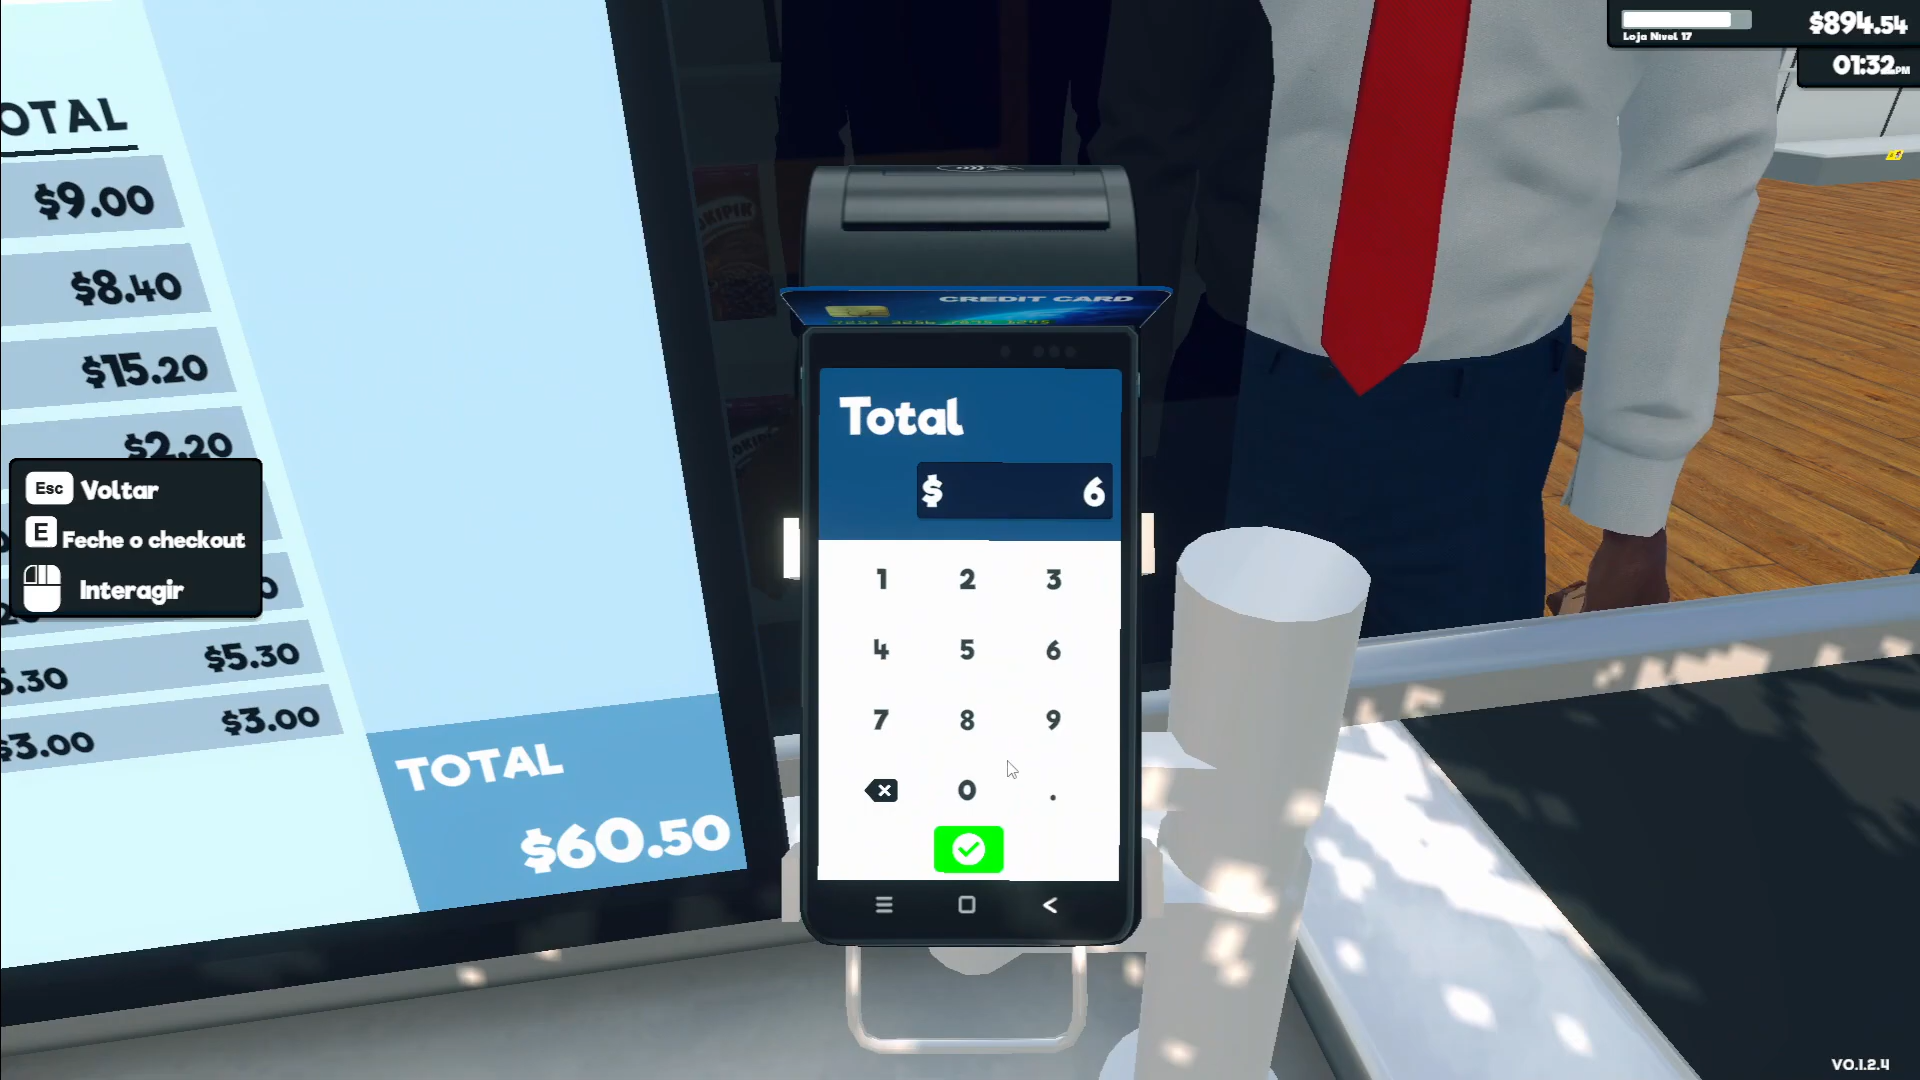 $894.54
Loja Nivel 17
01:32PM
OTAL
$9.00
$8.40
$15.20
$2.20
Esc Voltar
E Feche o checkout
Interagir
5.30 $5.30
$3.00 $3.00
TOTAL
$60.50
CREDIT CARD
Total
$ 6
1 2 3
4 5 6
7 8 9
0 .
V0.1.2.4